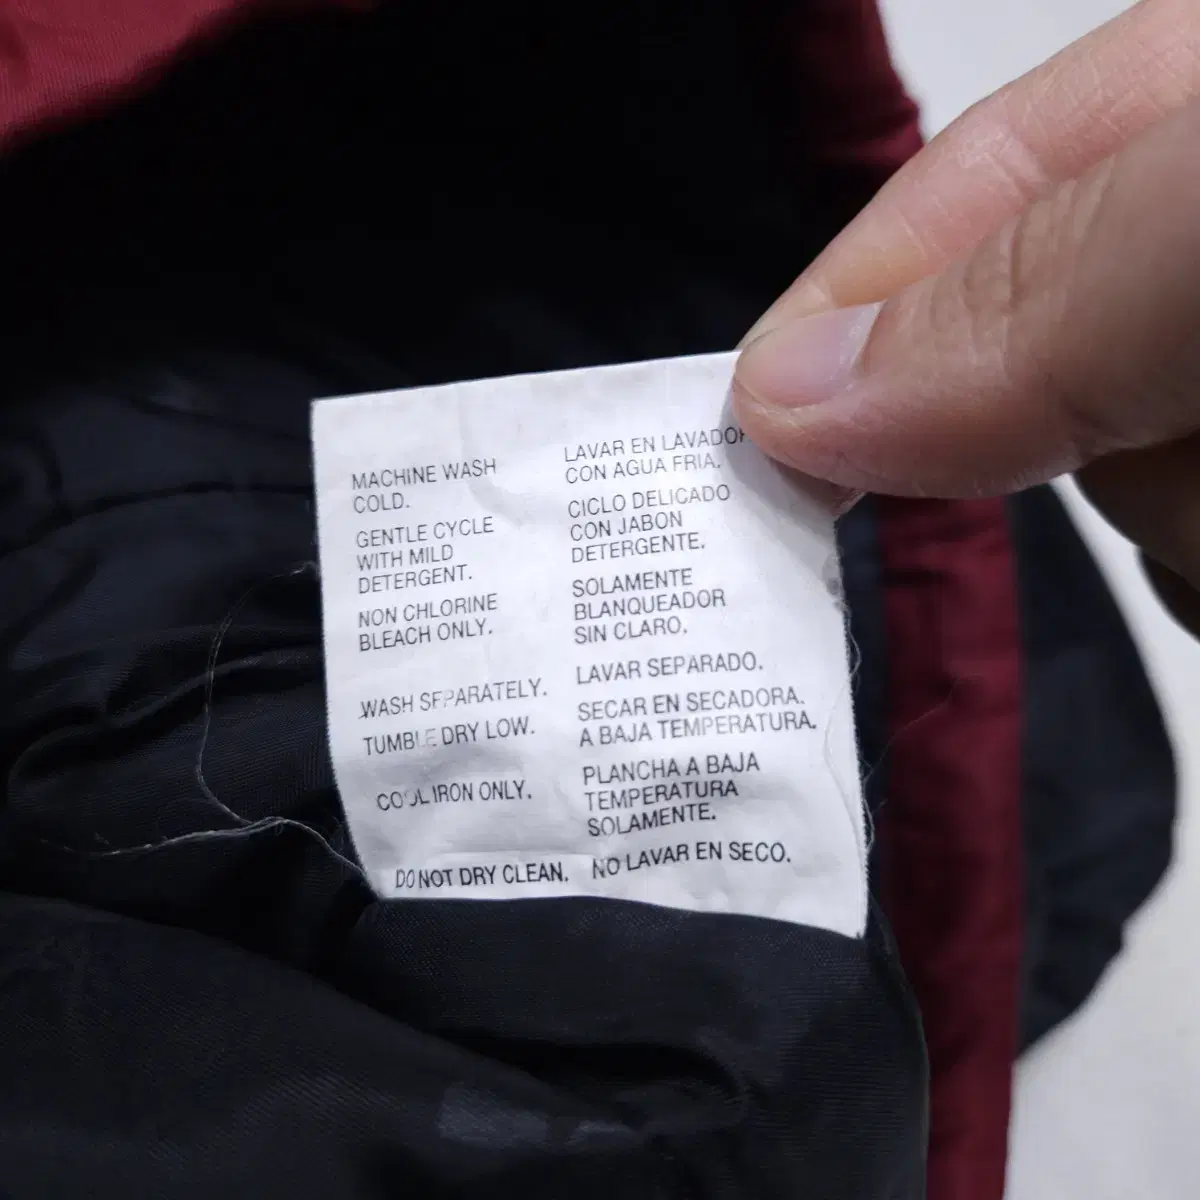 MACHINE WASH
COLD.
GENTLE CYCLE
WITH MILD
DETERGENT.
NON CHLORINE
BLEACH ONLY.
WASH SEPARATELY.
TUMBLE DRY LOW.
COOL IRON ONLY.
DO NOT DRY CLEAN.
LAVAR EN
CON AGUA FRIA.
CICLO DELICADO
CON JABON
DETERGENTE.
SOLAMENTE
BLANQUEADOR
SIN CLARO.
LAVAR SEPARADO.
SECAR EN SECADORA.
A BAJA TEMPERATURA.
PLANCHA A BAJA
TEMPERATURA
SOLAMENTE.
NO LAVAR EN SECO.